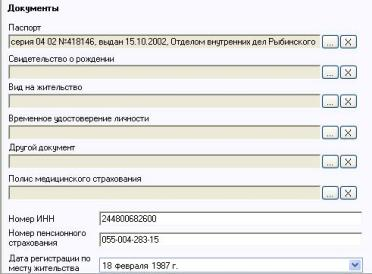 Документы
Паспорт
серия 04 02 №418146, выдан 15.10.2002, Отделом внутренних дел Рыбинского
... X
Свидетельство о рождении
... X
Вид на жительство
... X
Временное удостоверение личности
... X
Другой документ
... X
Полис медицинского страхования
... X
Номер ИНН 244800682600
Номер пенсионного
страхования 055-004-283-15
Дата регистрации по
месту жительства 18 февраля 1987 г.